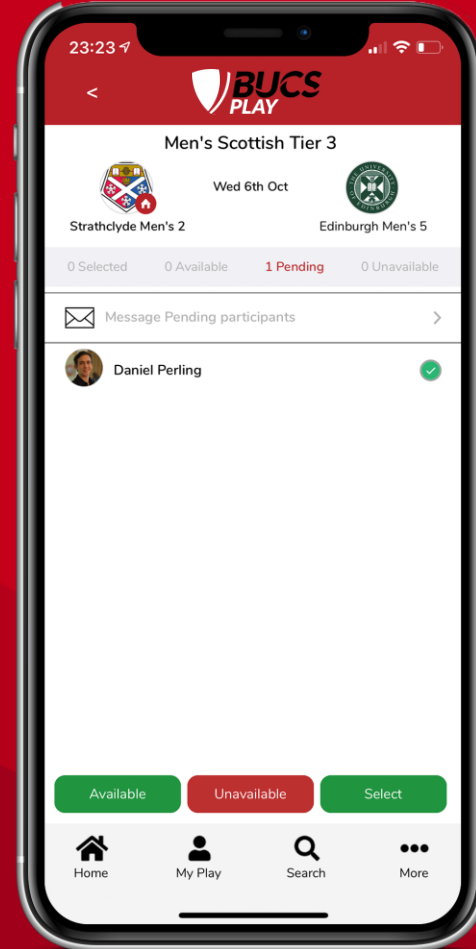 23:23
<
BUCS
PLAY
Men's Scottish Tier 3
Wed 6th Oct
Strathclyde Men's 2
Edinburgh Men's 5
0 Selected 0 Available 1 Pending 0 Unavailable
Message Pending participants
Daniel Perling
Available Unavailable Select
Home My Play Search More